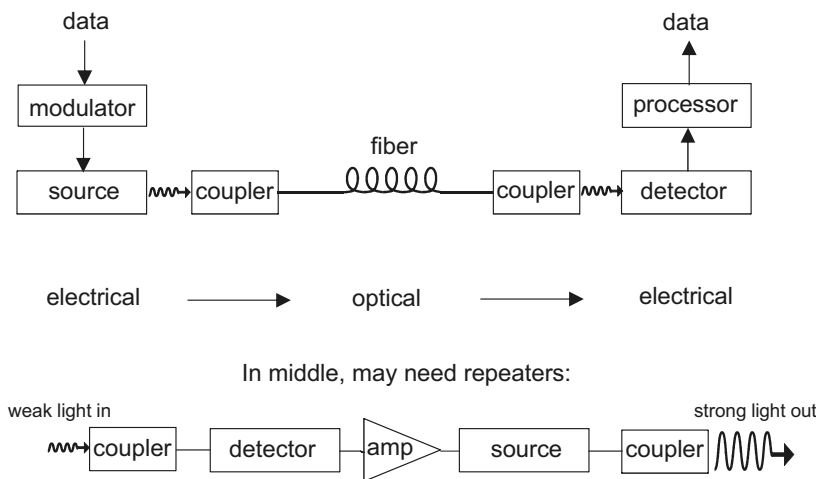 data data
modulator processor
fiber
source coupler coupler detector
electrical optical electrical
In middle, may need repeaters:
weak light in strong light out
coupler detector amp source coupler